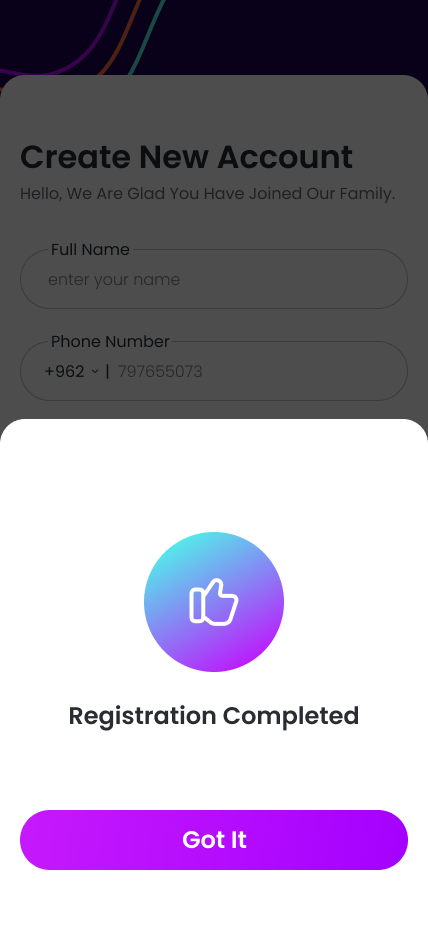 Create New Account
Hello, We Are Glad You Have Joined Our Family.
Full Name
enter your name
Phone Number
+962 | 797655073
Registration Completed
Got It